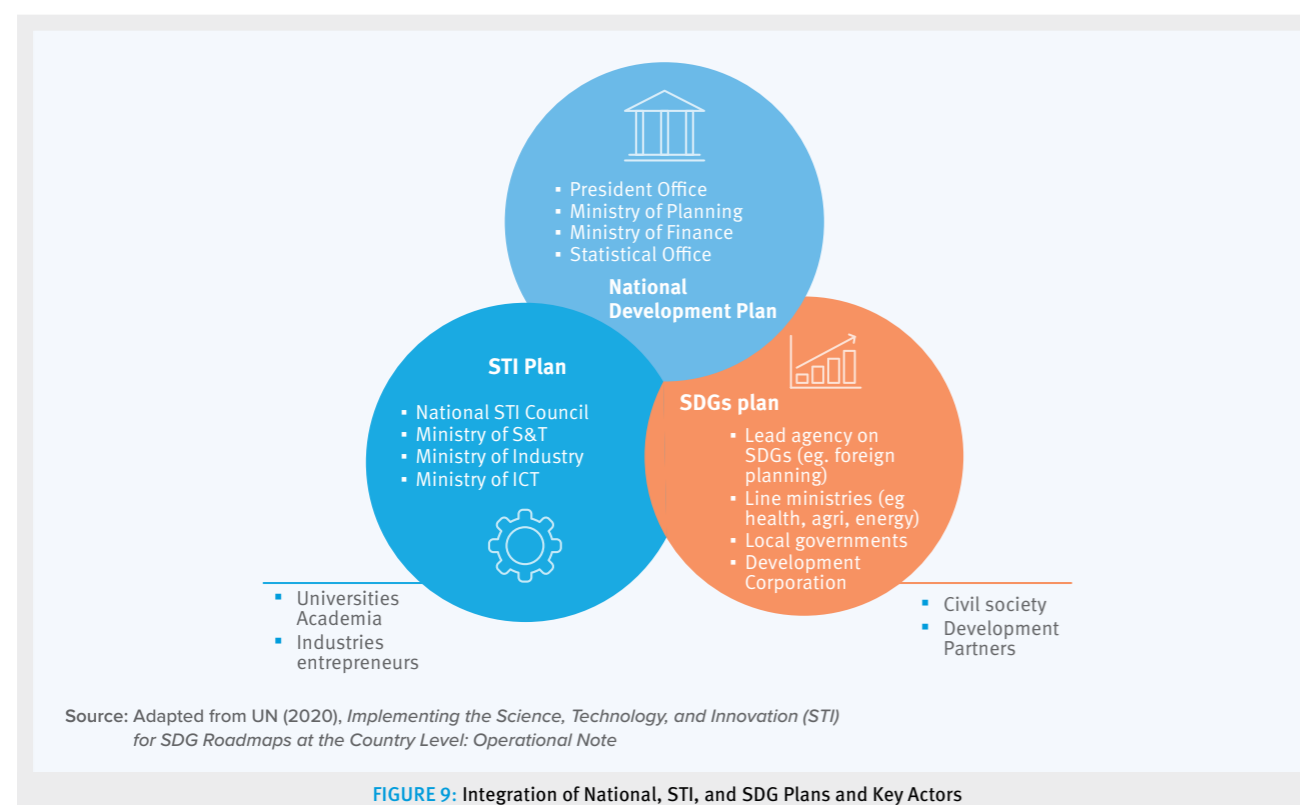 ▪ President Office
▪ Ministry of Planning
▪ Ministry of Finance
▪ Statistical Office
National
Development Plan
STI Plan
▪ National STI Council
▪ Ministry of S&T
▪ Ministry of Industry
▪ Ministry of ICT
SDGs plan
▪ Lead agency on
SDGs (eg. foreign
planning)
▪ Line ministries (eg
health, agri, energy)
▪ Local governments
▪ Development
Corporation
▪ Universities
Academia
▪ Industries
entrepreneurs
▪ Civil society
▪ Development
Partners
Source: Adapted from UN (2020), Implementing the Science, Technology, and Innovation (STI)
for SDG Roadmaps at the Country Level: Operational Note
FIGURE 9: Integration of National, STI, and SDG Plans and Key Actors